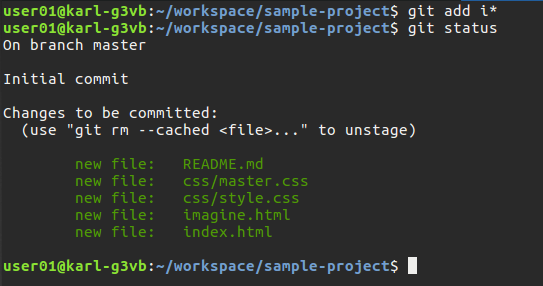 user01@karl-g3vb:~/workspace/sample-project$ git add i*
user01@karl-g3vb:~/workspace/sample-project$ git status
On branch master
Initial commit
Changes to be committed:
  (use "git rm --cached <file>..." to unstage)
        new file:   README.md
        new file:   css/master.css
        new file:   css/style.css
        new file:   imagine.html
        new file:   index.html
user01@karl-g3vb:~/workspace/sample-project$